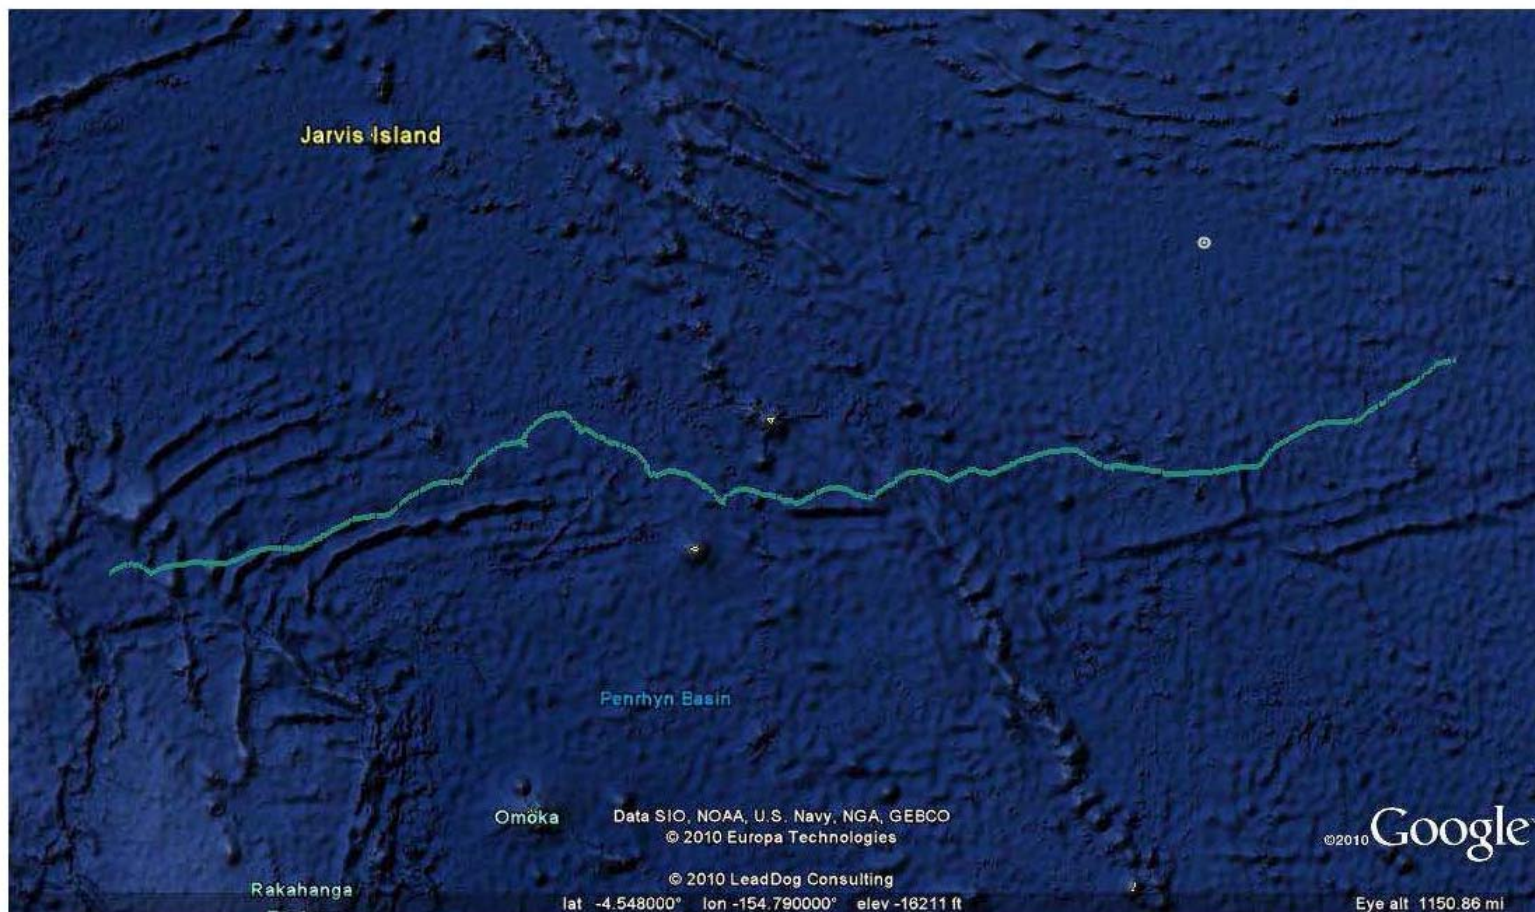 Jarvis Island
Penrhyn Basin
Omoka
Data SIO, NOAA, U.S. Navy, NGA, GEBCO
© 2010 Europa Technologies
©2010 Google
© 2010 LeadDog Consulting
Rakahanga
lat -4.548000° lon -154.790000° elev -16211 ft
Eye alt 1150.86 mi